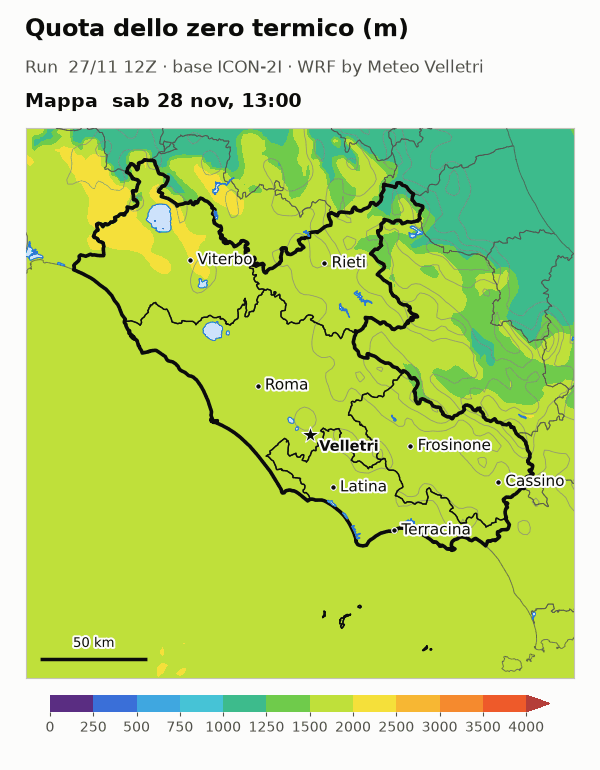 Quota dello zero termico (m)
Run  27/11 12Z · base ICON-2I · WRF by Meteo Velletri
Mappa  sab 28 nov, 13:00
Viterbo
Rieti
Roma
Velletri
Frosinone
Cassino
Latina
Terracina
50 km
0 250 500 750 1000 1250 1500 2000 2500 3000 3500 4000